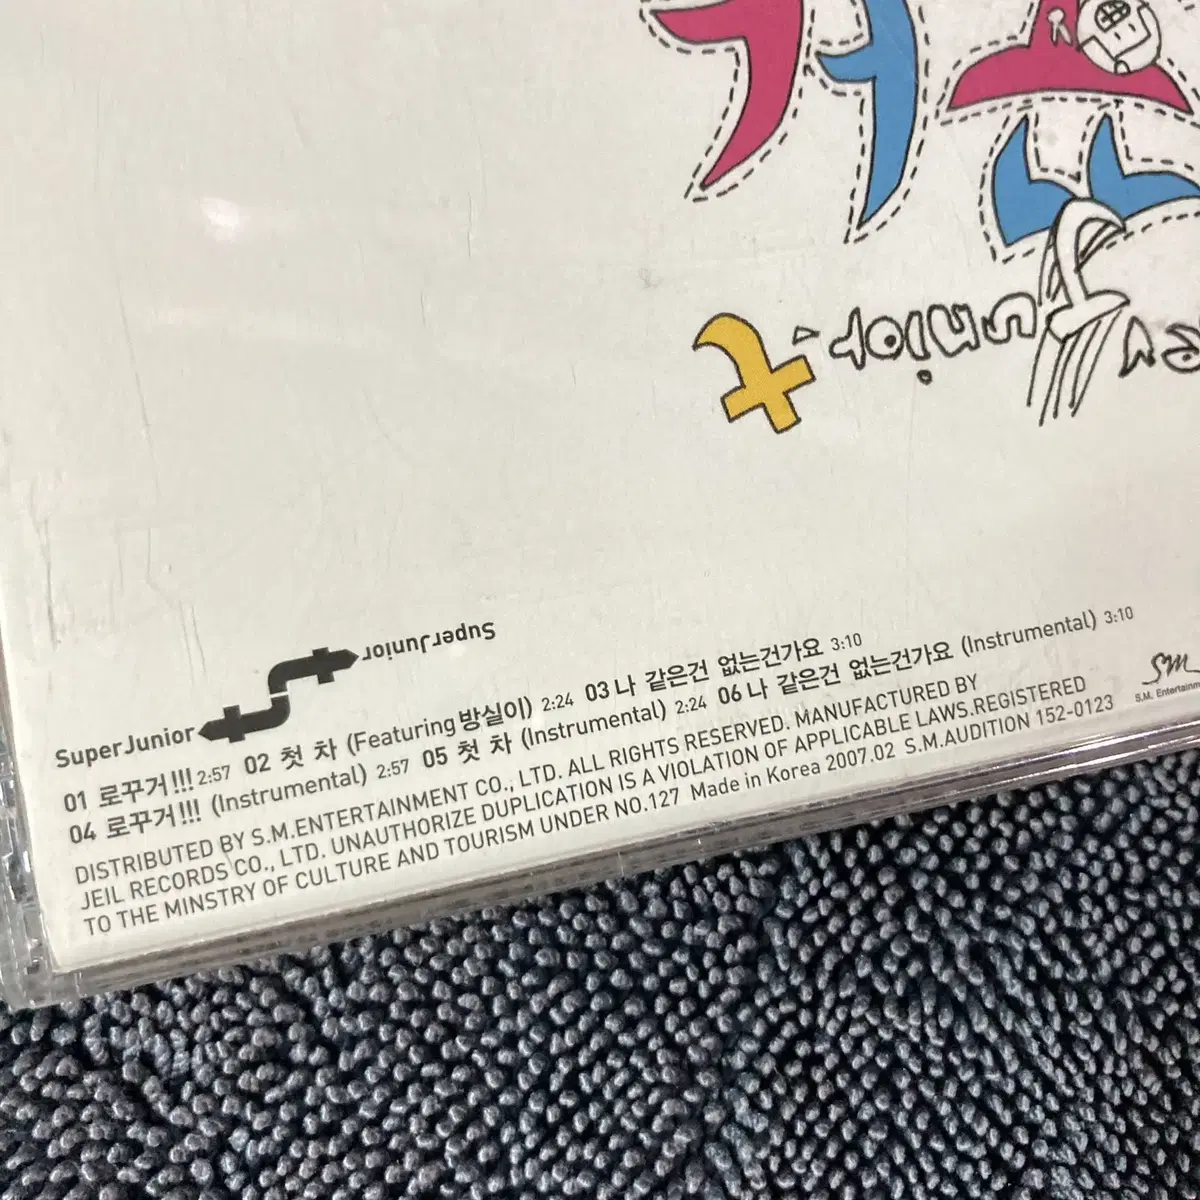 SuperJunior
SuperJunior
01 로꾸거!!! 2:57 02 첫 차 (Featuring 방실이) 2:24 03 나 같은건 없는건가요 3:10
04 로꾸거!!! (Instrumental) 2:57 05 첫 차 (Instrumental) 2:24 06 나 같은건 없는건가요 (Instrumental) 3:10
DISTRIBUTED BY S.M.ENTERTAINMENT CO., LTD. ALL RIGHTS RESERVED. MANUFACTURED BY
JEIL RECORDS CO., LTD. UNAUTHORIZE DUPLICATION IS A VIOLATION OF APPLICABLE LAWS.REGISTERED
TO THE MINSTRY OF CULTURE AND TOURISM UNDER NO.127 Made in Korea 2007.02 S.M.AUDITION 152-0123
SM